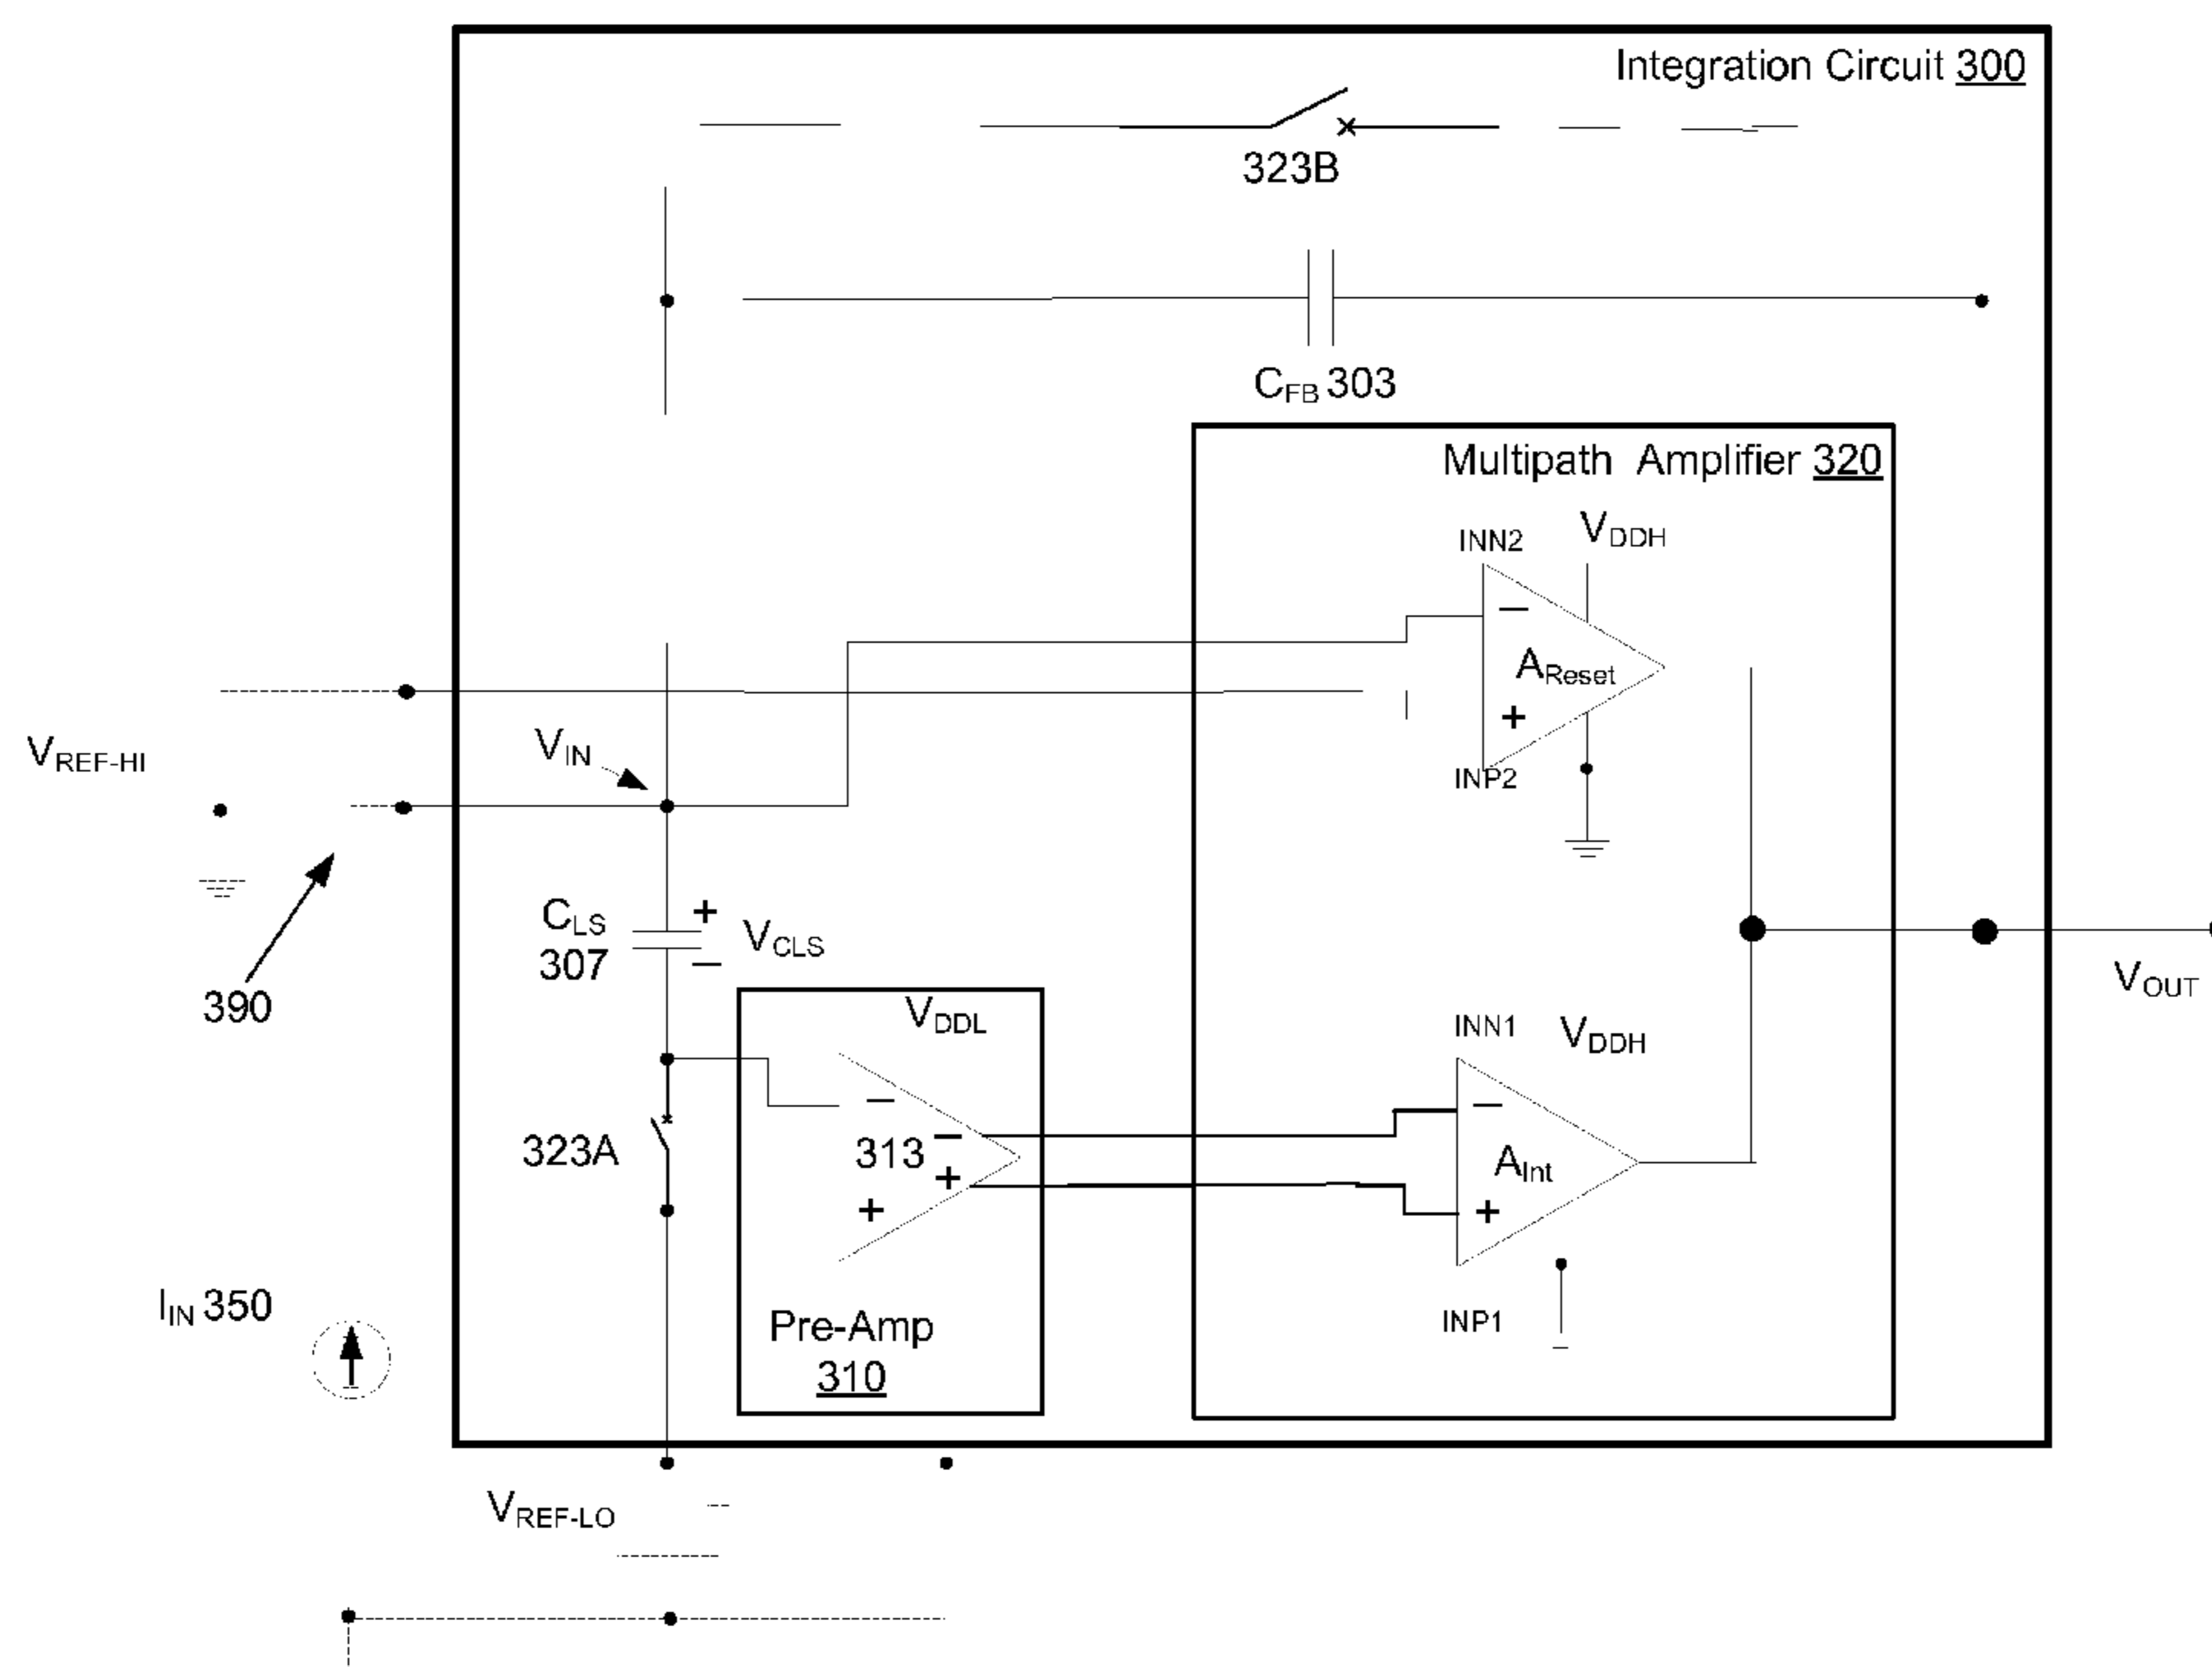 Integration Circuit 300
323B
CFB 303
Multipath Amplifier 320
INN2
VDDH
−
AReset
+
INP2
VREF-HI
VIN
CLS
307
+
VCLS
−
390
VOUT
VDDL
INN1
VDDH
−
−
323A
313
−
+
+
AInt
+
INP1
IIN 350
Pre-Amp
310
VREF-LO